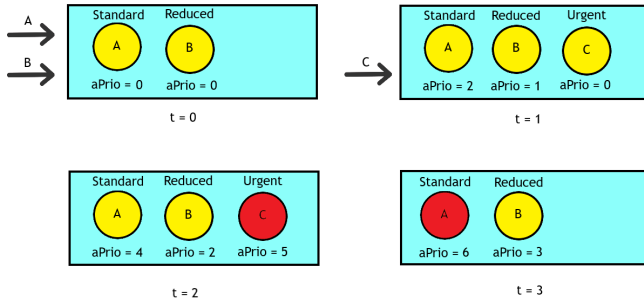 A
B
Standard Reduced
A B
aPrio = 0 aPrio = 0
t = 0
C
Standard Reduced Urgent
A B C
aPrio = 2 aPrio = 1 aPrio = 0
t = 1
Standard Reduced Urgent
A B C
aPrio = 4 aPrio = 2 aPrio = 5
t = 2
Standard Reduced
A B
aPrio = 6 aPrio = 3
t = 3